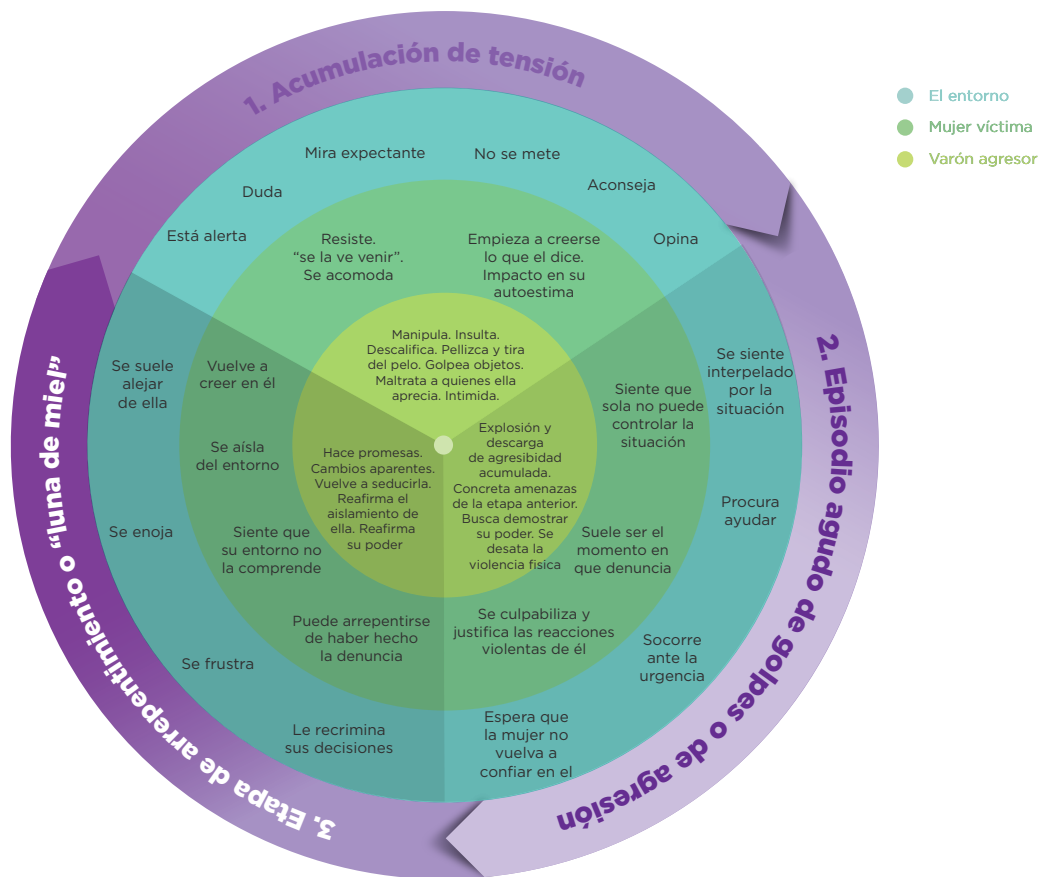 1. Acumulación de tensión
Mira expectante
No se mete
Duda
Aconseja
Está alerta
Opina
Resiste.
“se la ve venir”.
Se acomoda
Empieza a creerse
lo que el dice.
Impacto en su
autoestima
Manipula. Insulta.
Descalifica. Pellizca y tira
del pelo. Golpea objetos.
Maltrata a quienes ella
aprecia. Intimida.
El entorno
Mujer víctima
Varón agresor
2. Episodio agudo de golpes o de agresión
Se siente
interpelado
por la
situación
Procura
ayudar
Socorre
ante la
urgencia
Espera que
la mujer no
vuelva a
confiar en el
Siente que
sola no puede
controlar la
situación
Suele ser el
momento en
que denuncia
Se culpabiliza y
justifica las reacciones
violentas de él
Explosión y
descarga
de agresibidad
acumulada.
Concreta amenazas
de la etapa anterior.
Busca demostrar
su poder. Se
desata la
violencia fisica
3. Etapa de arrepentimiento o “luna de miel”
Se suele
alejar
de ella
Se enoja
Se frustra
Le recrimina
sus decisiones
Vuelve a
creer en él
Se aísla
del entorno
Siente que
su entorno no
la comprende
Puede arrepentirse
de haber hecho
la denuncia
Hace promesas.
Cambios aparentes.
Vuelve a seducirla.
Reafirma el
aislamiento de
ella. Reafirma
su poder